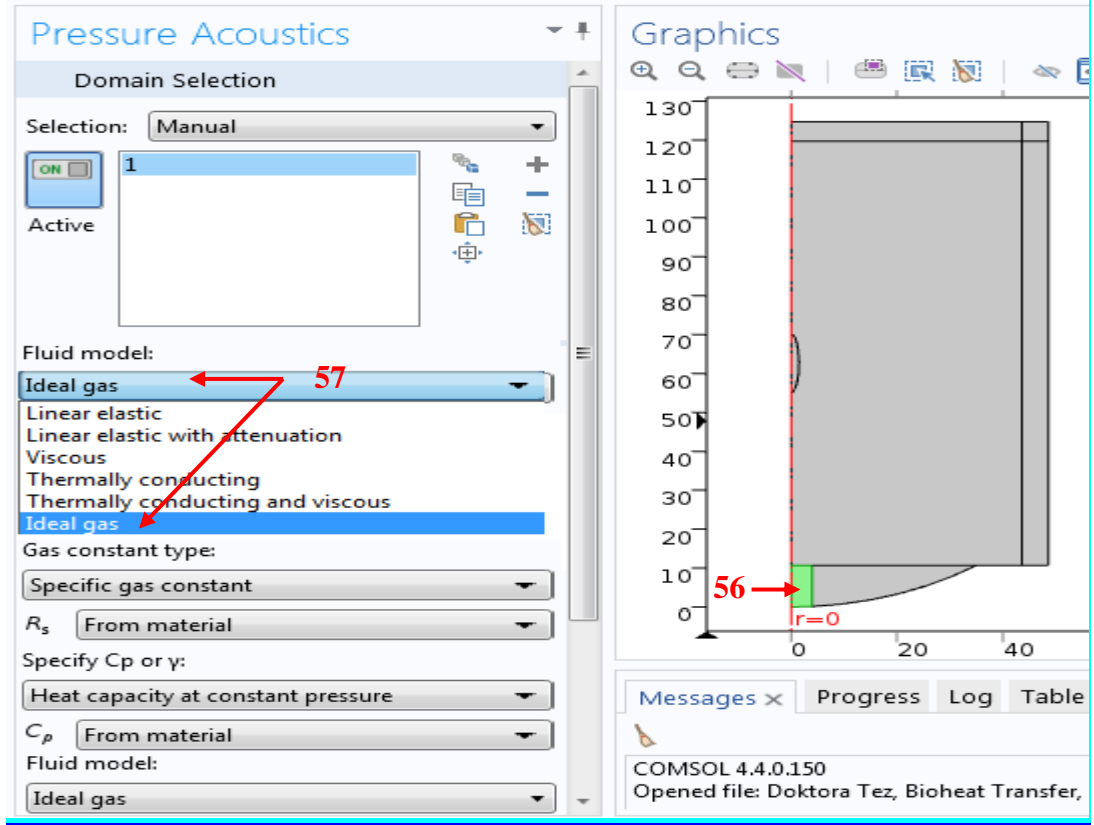 Pressure Acoustics
Domain Selection
Selection: Manual
ON
1
Active
Fluid model:
Ideal gas
57
Linear elastic
Linear elastic with attenuation
Viscous
Thermally conducting
Thermally conducting and viscous
Ideal gas
Gas constant type:
Specific gas constant
Rs From material
Specify Cp or γ:
Heat capacity at constant pressure
Cp From material
Fluid model:
Ideal gas
Graphics
130
120
110
100
90
80
70
60
50
40
30
20
10
56
0
r=0
0 20 40
Messages × Progress Log Table
COMSOL 4.4.0.150
Opened file: Doktora Tez, Bioheat Transfer,